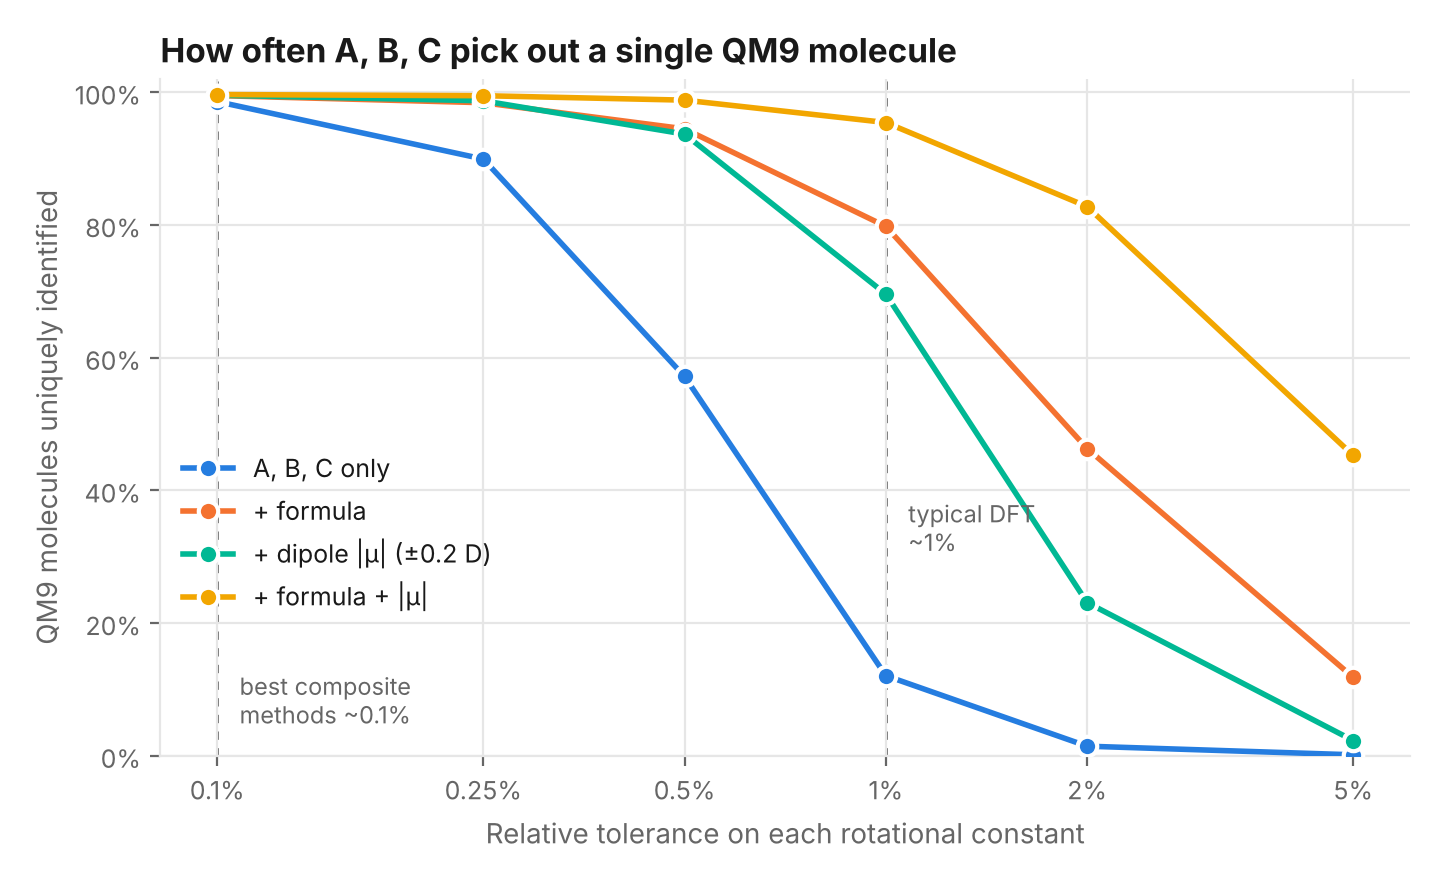 How often A, B, C pick out a single QM9 molecule
100%
80%
60%
40%
20%
0%
QM9 molecules uniquely identified
A, B, C only
+ formula
+ dipole |μ| (±0.2 D)
+ formula + |μ|
typical DFT
~1%
best composite
methods ~0.1%
0.1%
0.25%
0.5%
1%
2%
5%
Relative tolerance on each rotational constant